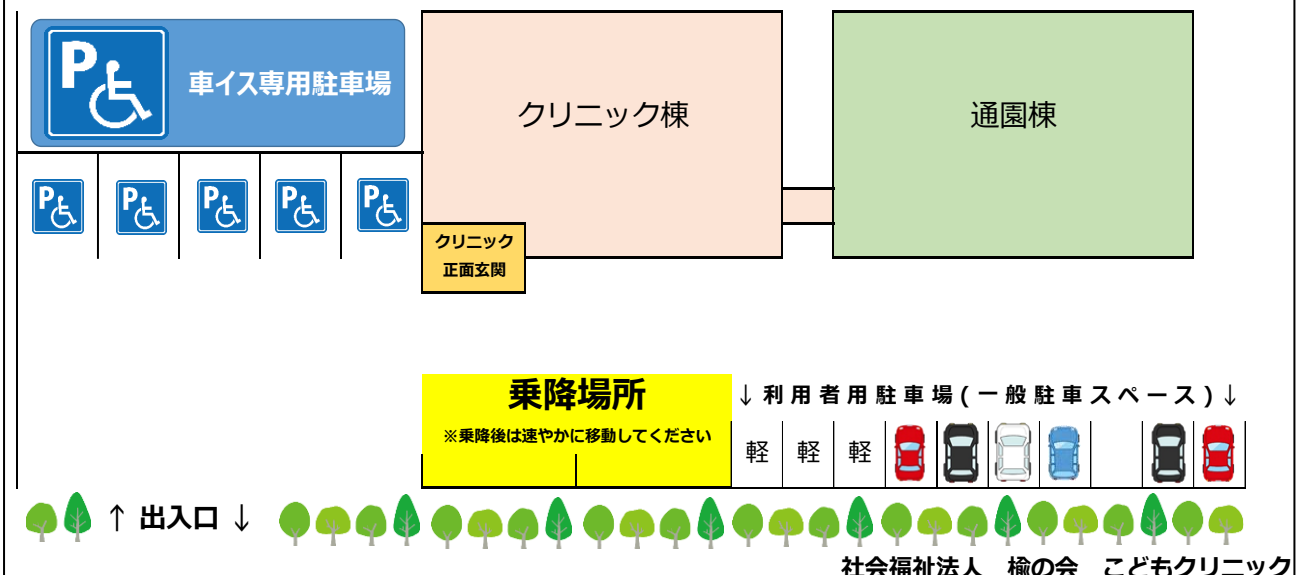 P
車イス専用駐車場
クリニック棟
通園棟
P
P
P
P
P
クリニック
正面玄関
乗降場所
※乗降後は速やかに移動してください
↓利用者用駐車場(一般駐車スペース)↓
軽
軽
軽
↑ 出入口 ↓
社会福祉法人　楡の会　こどもクリニック